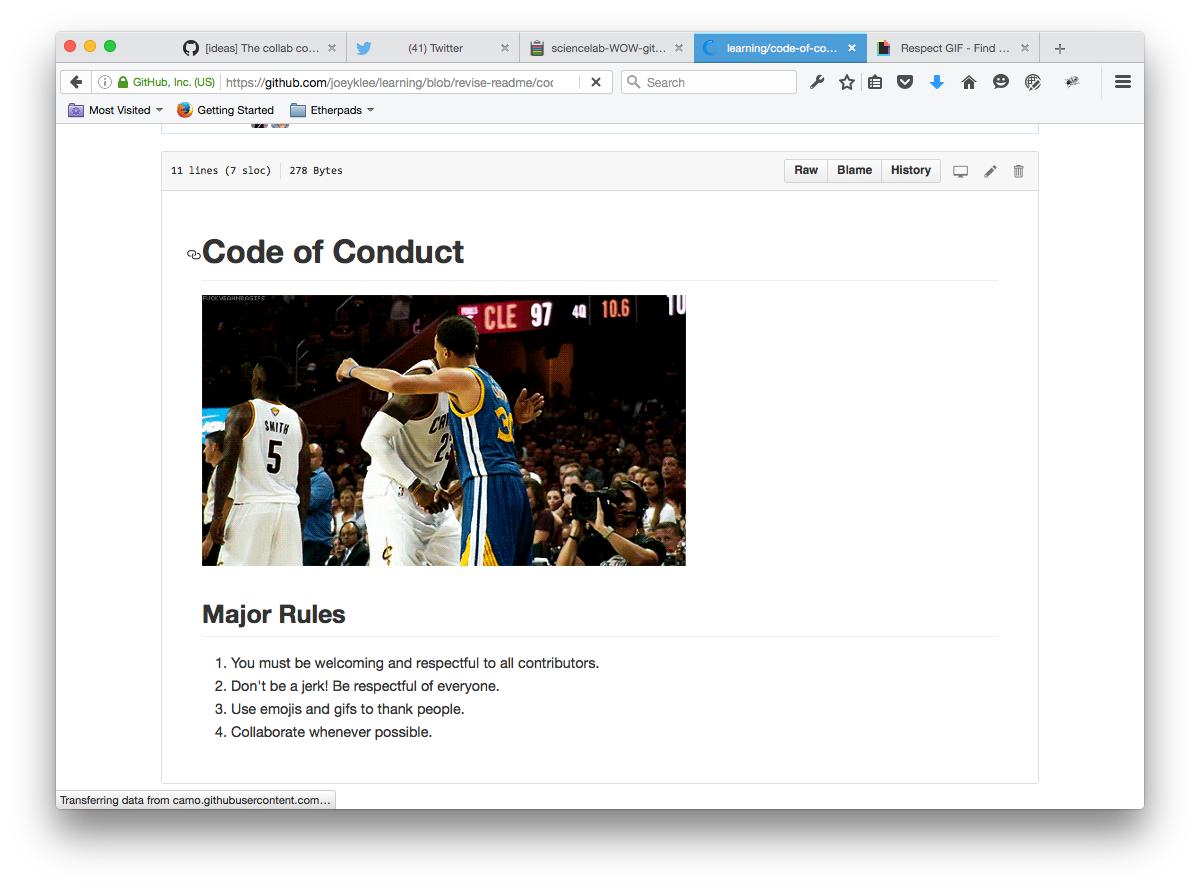 [ideas] The collab co...
(41) Twitter
sciencelab-WOW-git...
learning/code-of-co...
Respect GIF - Find ...
GitHub, Inc. (US)
https://github.com/joeyklee/learning/blob/revise-readme/coc
Search
Most Visited
Getting Started
Etherpads
11 lines (7 sloc)
278 Bytes
Raw
Blame
History
Code of Conduct
FUCKYEAHNBAGIFS
CLE 97 4Q 10.6 10
SMITH
5
CA
23
3
Major Rules
1. You must be welcoming and respectful to all contributors.
2. Don't be a jerk! Be respectful of everyone.
3. Use emojis and gifs to thank people.
4. Collaborate whenever possible.
Transferring data from camo.githubusercontent.com...